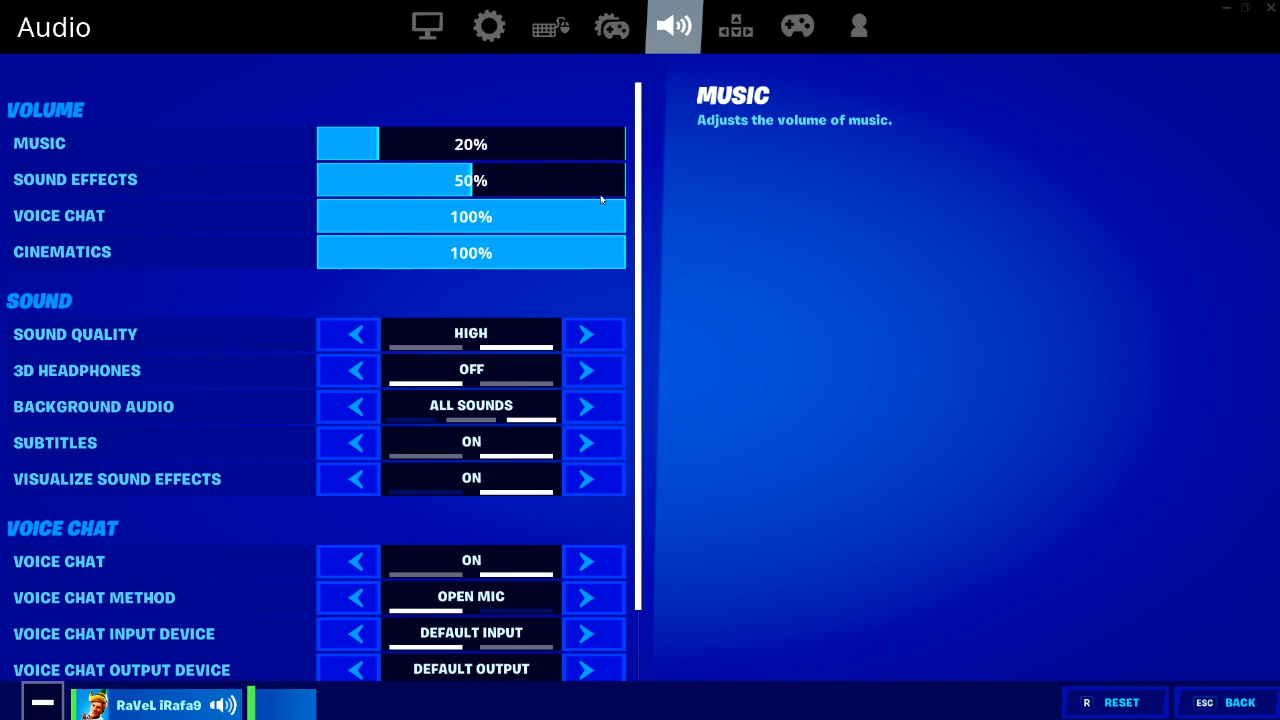 Audio
VOLUME
MUSIC 20%
SOUND EFFECTS 50%
VOICE CHAT 100%
CINEMATICS 100%
SOUND
SOUND QUALITY HIGH
3D HEADPHONES OFF
BACKGROUND AUDIO ALL SOUNDS
SUBTITLES ON
VISUALIZE SOUND EFFECTS ON
VOICE CHAT
VOICE CHAT ON
VOICE CHAT METHOD OPEN MIC
VOICE CHAT INPUT DEVICE DEFAULT INPUT
VOICE CHAT OUTPUT DEVICE DEFAULT OUTPUT
MUSIC
Adjusts the volume of music.
RaVeL iRafa9
R RESET
ESC BACK